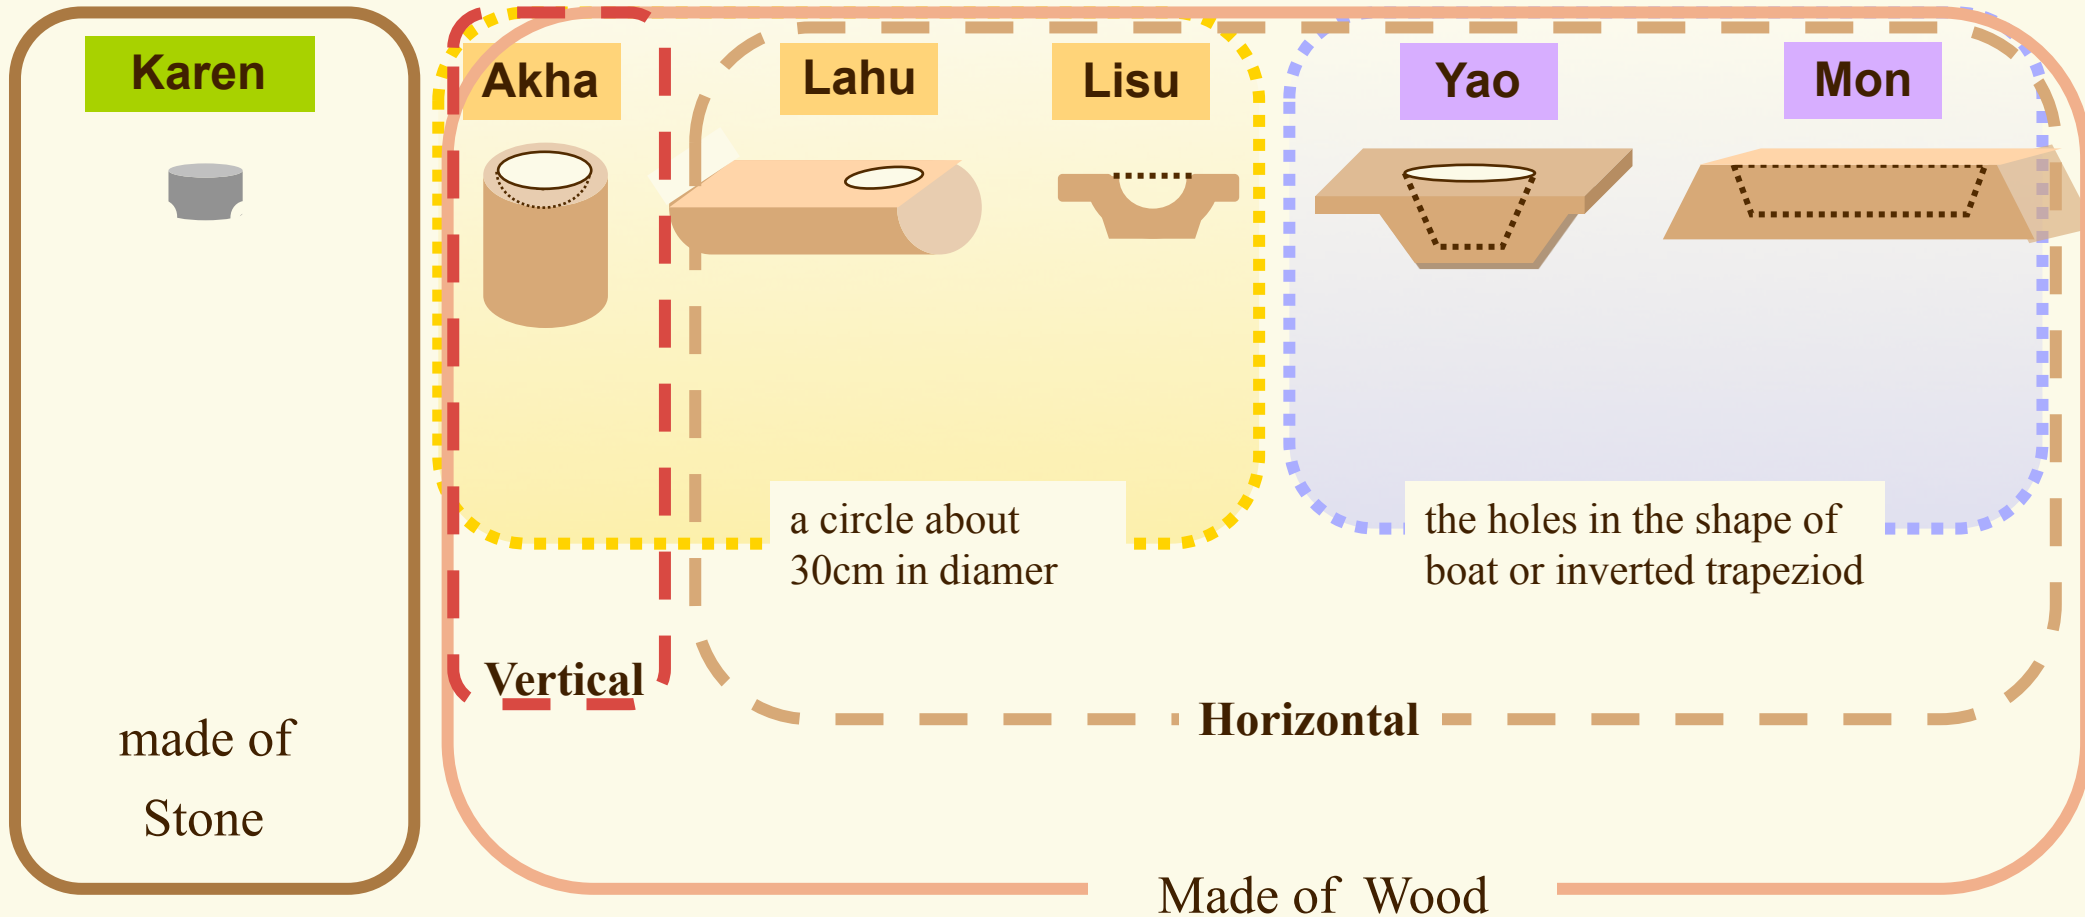 Karen
Akha
Lahu
Lisu
Yao
Mon
a circle about
30cm in diamer
the holes in the shape of
boat or inverted trapeziod
Vertical
Horizontal
made of
Stone
Made of Wood